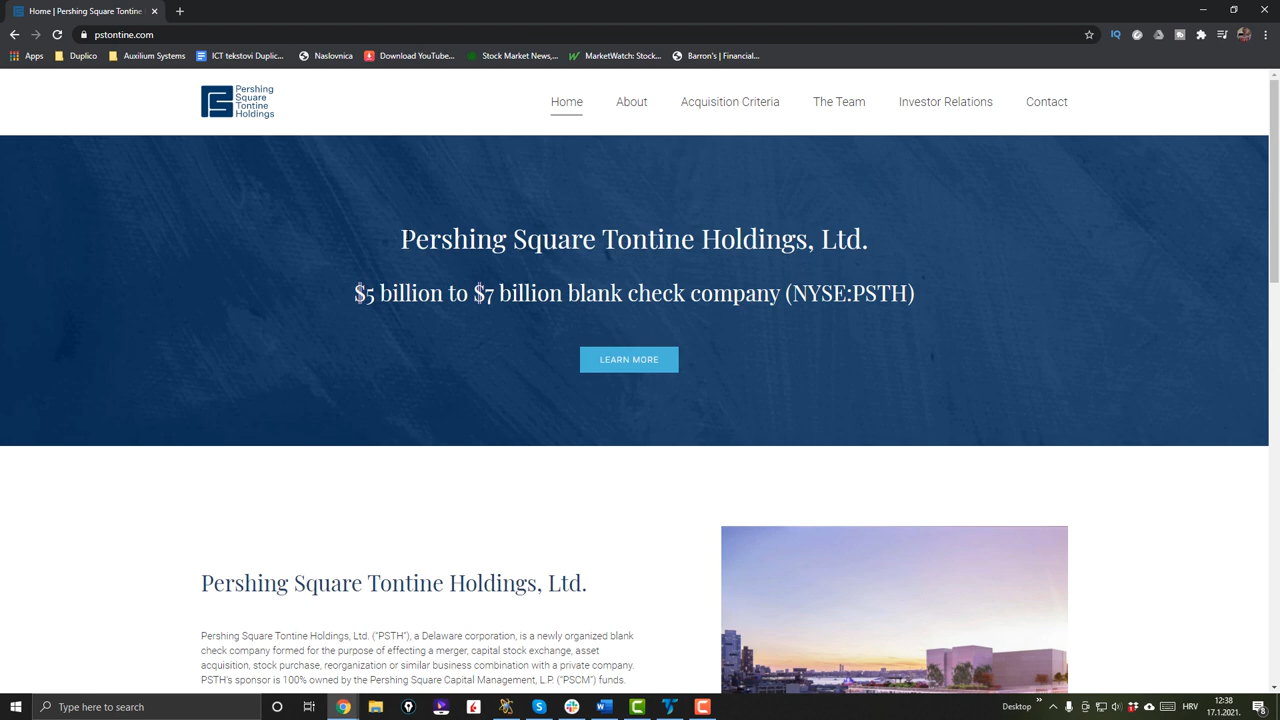 Home | Pershing Square Tontine
pstontine.com
Apps
Duplico
Auxilium Systems
ICT tekstovi Duplic...
Naslovnica
Download YouTube...
Stock Market News,...
MarketWatch: Stock...
Barron's | Financial...
Pershing
Square
Tontine
Holdings
Home
About
Acquisition Criteria
The Team
Investor Relations
Contact
Pershing Square Tontine Holdings, Ltd.
$5 billion to $7 billion blank check company (NYSE:PSTH)
LEARN MORE
Pershing Square Tontine Holdings, Ltd.
Pershing Square Tontine Holdings, Ltd. ("PSTH"), a Delaware corporation, is a newly organized blank
check company formed for the purpose of effecting a merger, capital stock exchange, asset
acquisition, stock purchase, reorganization or similar business combination with a private company.
PSTH's sponsor is 100% owned by the Pershing Square Capital Management, L.P. ("PSCM") funds.
Type here to search
Desktop
HRV
12:38
17.1.2021.
8